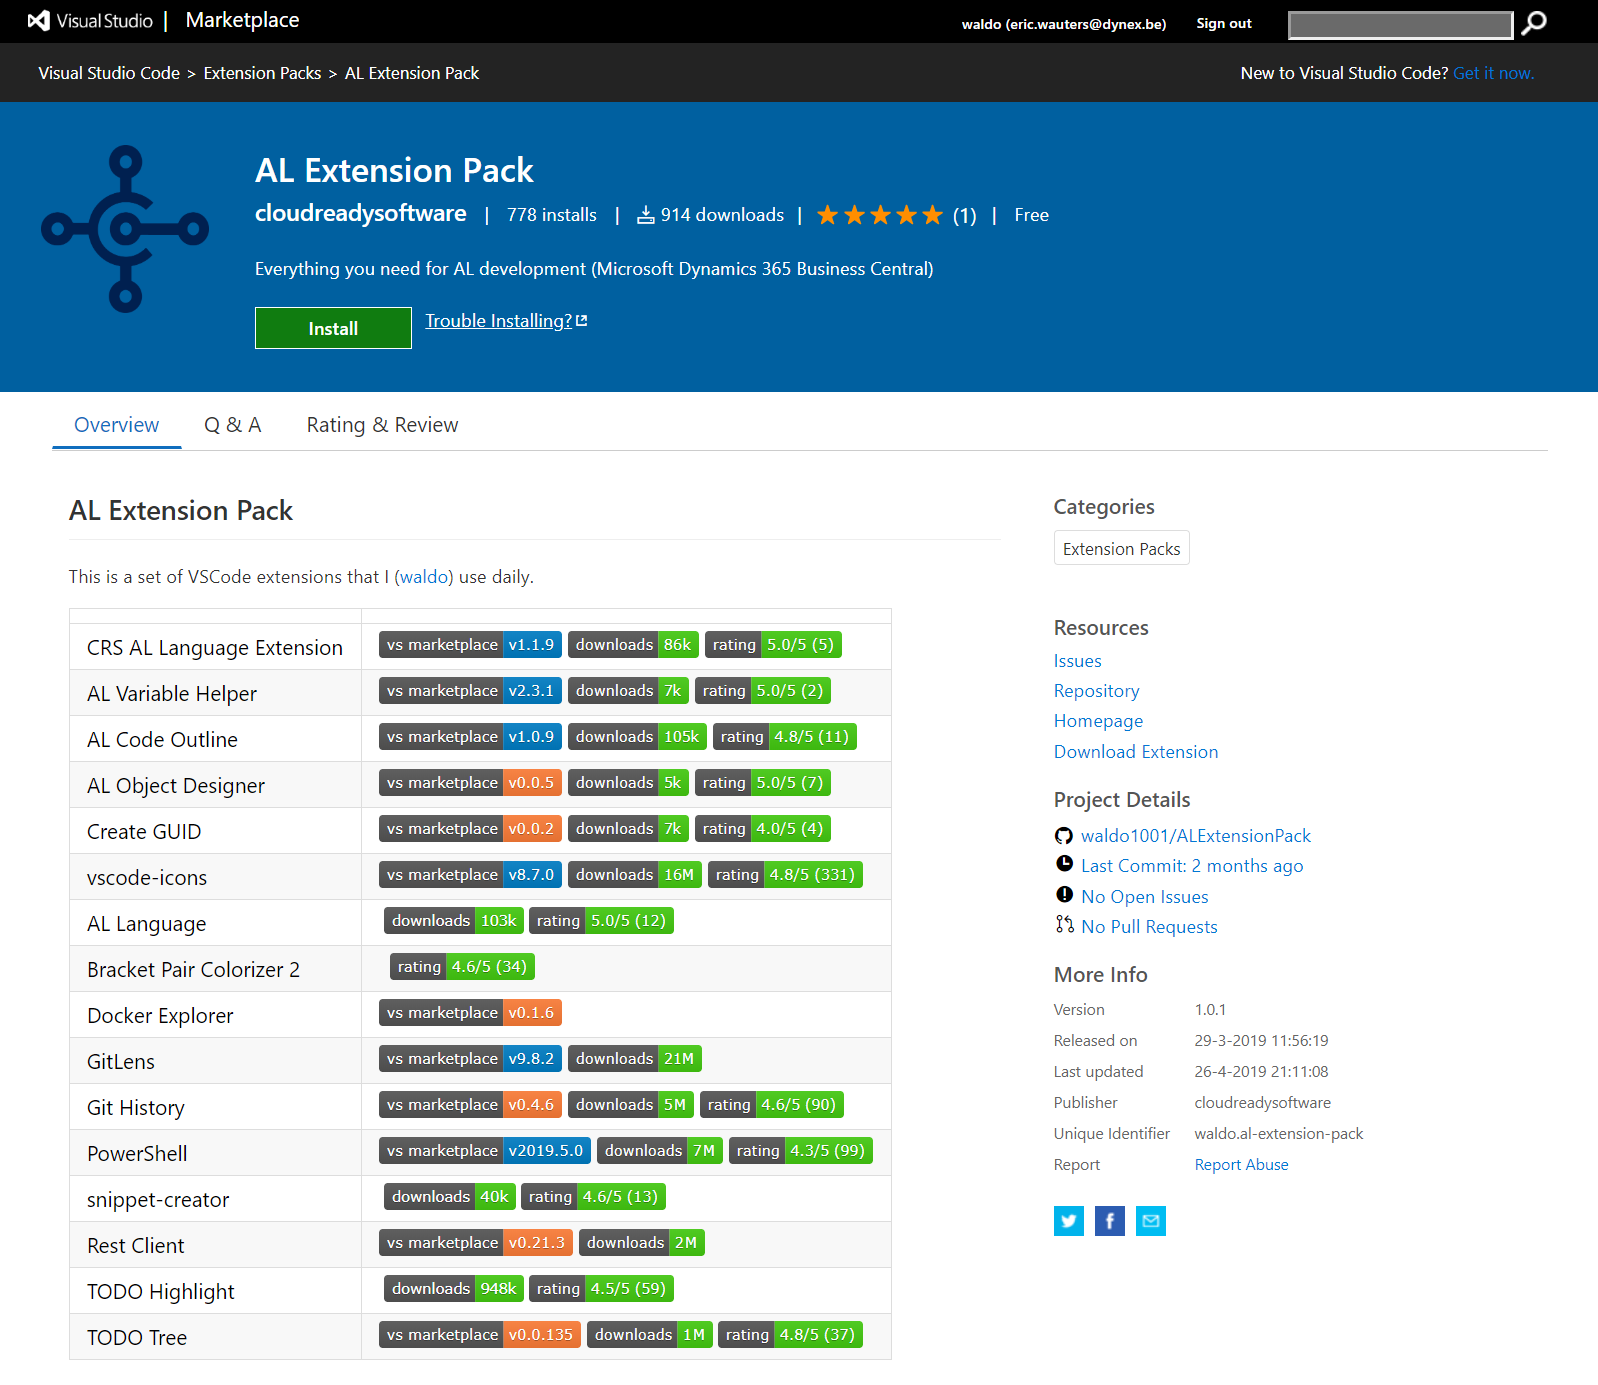 Visual Studio | Marketplace
waldo (eric.wauters@dynex.be) Sign out
Visual Studio Code > Extension Packs > AL Extension Pack
New to Visual Studio Code? Get it now.
AL Extension Pack
cloudreadysoftware | 778 installs | 914 downloads | (1) | Free
Everything you need for AL development (Microsoft Dynamics 365 Business Central)
Install Trouble Installing?
Overview Q & A Rating & Review
AL Extension Pack
This is a set of VSCode extensions that I (waldo) use daily.
CRS AL Language Extension vs marketplace v1.1.9 downloads 86k rating 5.0/5 (5)
AL Variable Helper vs marketplace v2.3.1 downloads 7k rating 5.0/5 (2)
AL Code Outline vs marketplace v1.0.9 downloads 105k rating 4.8/5 (11)
AL Object Designer vs marketplace v0.0.5 downloads 5k rating 5.0/5 (7)
Create GUID vs marketplace v0.0.2 downloads 7k rating 4.0/5 (4)
vscode-icons vs marketplace v8.7.0 downloads 16M rating 4.8/5 (331)
AL Language downloads 103k rating 5.0/5 (12)
Bracket Pair Colorizer 2 rating 4.6/5 (34)
Docker Explorer vs marketplace v0.1.6
GitLens vs marketplace v9.8.2 downloads 21M
Git History vs marketplace v0.4.6 downloads 5M rating 4.6/5 (90)
PowerShell vs marketplace v2019.5.0 downloads 7M rating 4.3/5 (99)
snippet-creator downloads 40k rating 4.6/5 (13)
Rest Client vs marketplace v0.21.3 downloads 2M
TODO Highlight downloads 948k rating 4.5/5 (59)
TODO Tree vs marketplace v0.0.135 downloads 1M rating 4.8/5 (37)
Categories
Extension Packs
Resources
Issues
Repository
Homepage
Download Extension
Project Details
waldo1001/ALExtensionPack
Last Commit: 2 months ago
No Open Issues
No Pull Requests
More Info
Version 1.0.1
Released on 29-3-2019 11:56:19
Last updated 26-4-2019 21:11:08
Publisher cloudreadysoftware
Unique Identifier waldo.al-extension-pack
Report Report Abuse